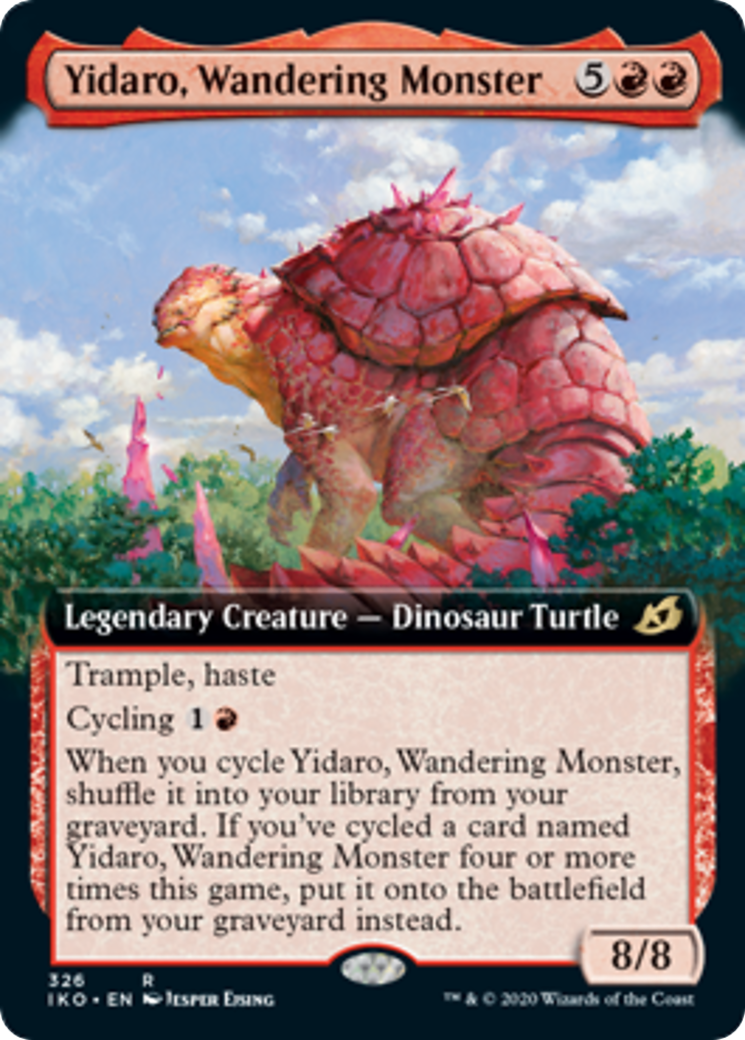 Yidaro, Wandering Monster 5
Legendary Creature — Dinosaur Turtle
Trample, haste
Cycling 1
When you cycle Yidaro, Wandering Monster,
shuffle it into your library from your
graveyard. If you've cycled a card named
Yidaro, Wandering Monster four or more
times this game, put it onto the battlefield
from your graveyard instead.
8/8
326 R
IKO • EN Jesper Ejsing
™ & © 2020 Wizards of the Coast